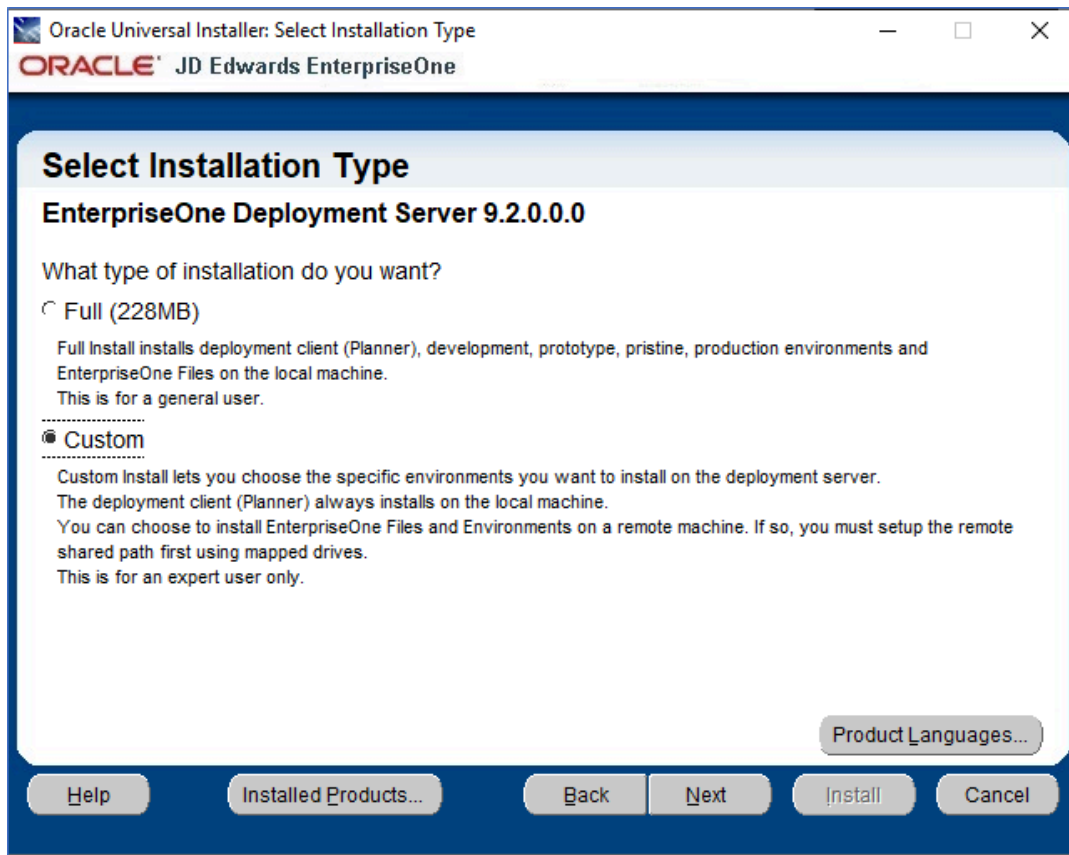 Oracle Universal Installer: Select Installation Type
ORACLE JD Edwards EnterpriseOne
Select Installation Type
EnterpriseOne Deployment Server 9.2.0.0.0
What type of installation do you want?
Full (228MB)
Full Install installs deployment client (Planner), development, prototype, pristine, production environments and
EnterpriseOne Files on the local machine.
This is for a general user.
Custom
Custom Install lets you choose the specific environments you want to install on the deployment server.
The deployment client (Planner) always installs on the local machine.
You can choose to install EnterpriseOne Files and Environments on a remote machine. If so, you must setup the remote
shared path first using mapped drives.
This is for an expert user only.
Product Languages...
Help Installed Products... Back Next Install Cancel